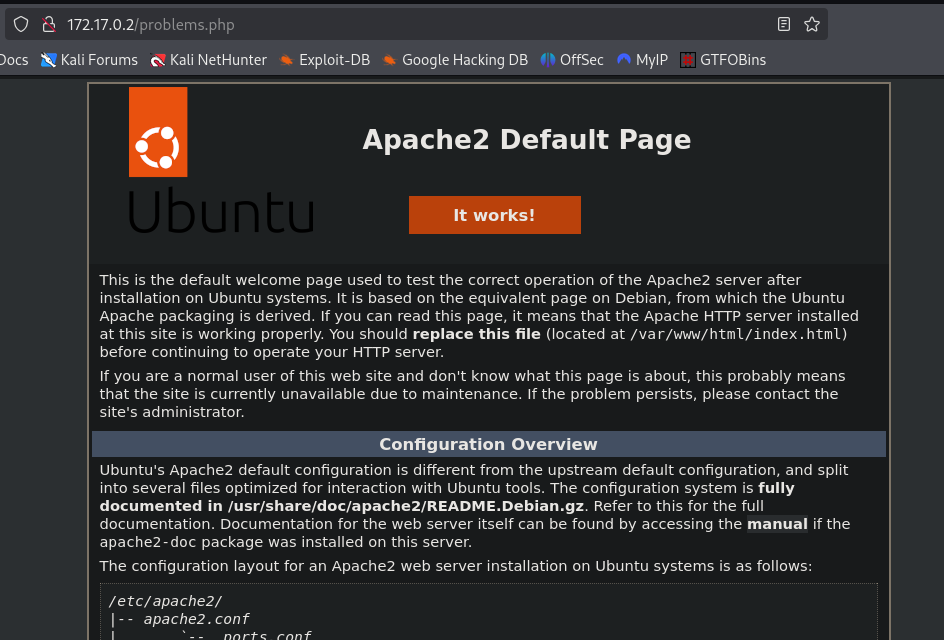 172.17.0.2/problems.php
Docs Kali Forums Kali NetHunter Exploit-DB Google Hacking DB OffSec MyIP GTFOBins
Apache2 Default Page
Ubuntu
It works!
This is the default welcome page used to test the correct operation of the Apache2 server after
installation on Ubuntu systems. It is based on the equivalent page on Debian, from which the Ubuntu
Apache packaging is derived. If you can read this page, it means that the Apache HTTP server installed
at this site is working properly. You should replace this file (located at /var/www/html/index.html)
before continuing to operate your HTTP server.
If you are a normal user of this web site and don't know what this page is about, this probably means
that the site is currently unavailable due to maintenance. If the problem persists, please contact the
site's administrator.
Configuration Overview
Ubuntu's Apache2 default configuration is different from the upstream default configuration, and split
into several files optimized for interaction with Ubuntu tools. The configuration system is fully
documented in /usr/share/doc/apache2/README.Debian.gz. Refer to this for the full
documentation. Documentation for the web server itself can be found by accessing the manual if the
apache2-doc package was installed on this server.
The configuration layout for an Apache2 web server installation on Ubuntu systems is as follows:
/etc/apache2/
|-- apache2.conf
|       `--  ports.conf